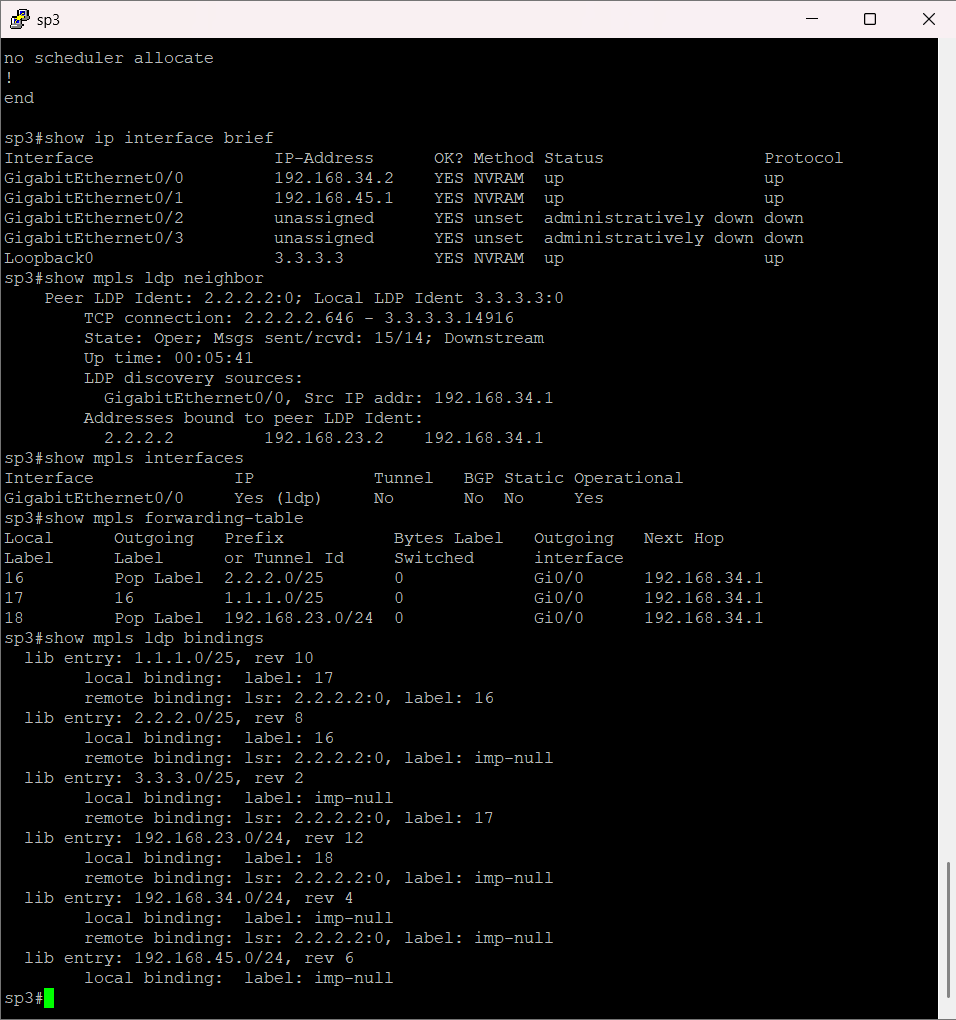 sp3
no scheduler allocate
!
end
sp3#show ip interface brief
Interface                  IP-Address      OK? Method Status                Protocol
GigabitEthernet0/0         192.168.34.2    YES NVRAM  up                    up
GigabitEthernet0/1         192.168.45.1    YES NVRAM  up                    up
GigabitEthernet0/2         unassigned      YES unset  administratively down down
GigabitEthernet0/3         unassigned      YES unset  administratively down down
Loopback0                  3.3.3.3         YES NVRAM  up                    up
sp3#show mpls ldp neighbor
    Peer LDP Ident: 2.2.2.2:0; Local LDP Ident 3.3.3.3:0
        TCP connection: 2.2.2.2.646 - 3.3.3.3.14916
        State: Oper; Msgs sent/rcvd: 15/14; Downstream
        Up time: 00:05:41
        LDP discovery sources:
          GigabitEthernet0/0, Src IP addr: 192.168.34.1
        Addresses bound to peer LDP Ident:
          2.2.2.2         192.168.23.2    192.168.34.1
sp3#show mpls interfaces
Interface              IP            Tunnel   BGP Static Operational
GigabitEthernet0/0     Yes (ldp)     No       No  No     Yes
sp3#show mpls forwarding-table
Local      Outgoing   Prefix           Bytes Label   Outgoing   Next Hop
Label      Label      or Tunnel Id     Switched      interface
16         Pop Label  2.2.2.0/25       0             Gi0/0      192.168.34.1
17         16         1.1.1.0/25       0             Gi0/0      192.168.34.1
18         Pop Label  192.168.23.0/24  0             Gi0/0      192.168.34.1
sp3#show mpls ldp bindings
  lib entry: 1.1.1.0/25, rev 10
        local binding:  label: 17
        remote binding: lsr: 2.2.2.2:0, label: 16
  lib entry: 2.2.2.0/25, rev 8
        local binding:  label: 16
        remote binding: lsr: 2.2.2.2:0, label: imp-null
  lib entry: 3.3.3.0/25, rev 2
        local binding:  label: imp-null
        remote binding: lsr: 2.2.2.2:0, label: 17
  lib entry: 192.168.23.0/24, rev 12
        local binding:  label: 18
        remote binding: lsr: 2.2.2.2:0, label: imp-null
  lib entry: 192.168.34.0/24, rev 4
        local binding:  label: imp-null
        remote binding: lsr: 2.2.2.2:0, label: imp-null
  lib entry: 192.168.45.0/24, rev 6
        local binding:  label: imp-null
sp3#